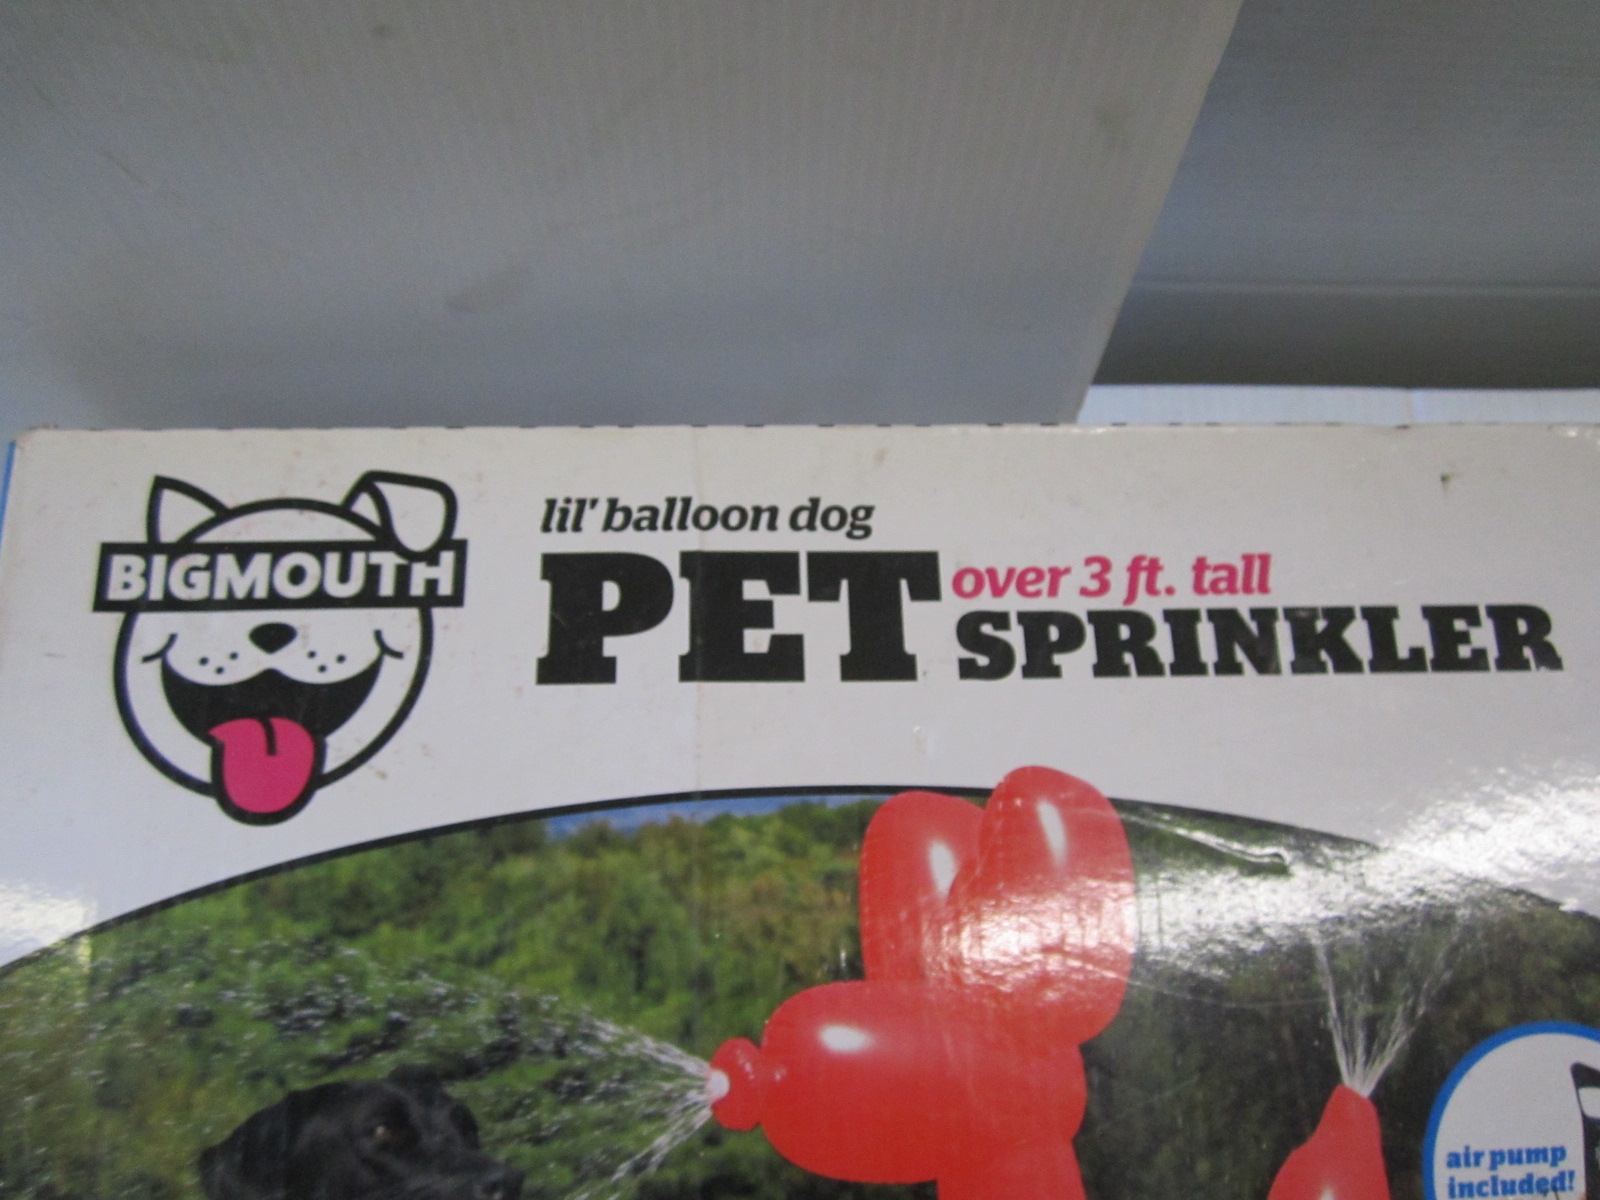 BIGMOUTH
lil' balloon dog
PET
over 3 ft. tall
SPRINKLER
air pump
included!